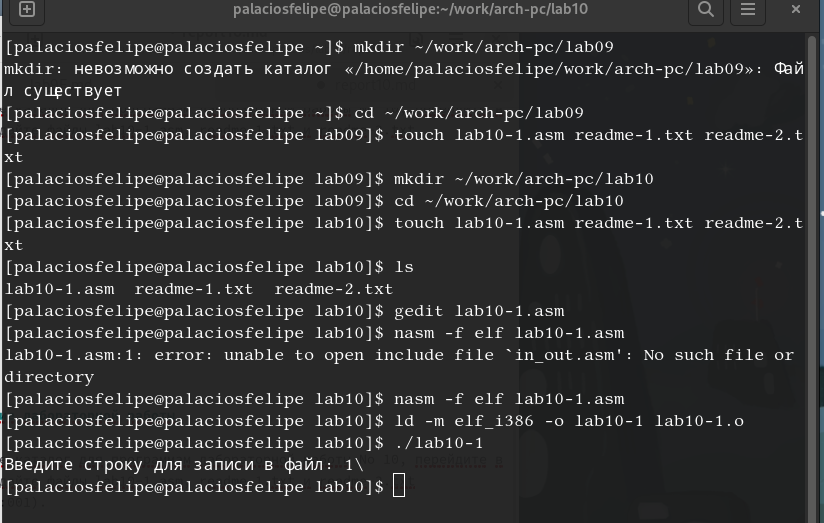 palaciosfelipe@palaciosfelipe:~/work/arch-pc/lab10
[palaciosfelipe@palaciosfelipe ~]$ mkdir ~/work/arch-pc/lab09
mkdir: невозможно создать каталог «/home/palaciosfelipe/work/arch-pc/lab09»: Фай
л существует
[palaciosfelipe@palaciosfelipe ~]$ cd ~/work/arch-pc/lab09
[palaciosfelipe@palaciosfelipe lab09]$ touch lab10-1.asm readme-1.txt readme-2.t
xt
[palaciosfelipe@palaciosfelipe lab09]$ mkdir ~/work/arch-pc/lab10
[palaciosfelipe@palaciosfelipe lab09]$ cd ~/work/arch-pc/lab10
[palaciosfelipe@palaciosfelipe lab10]$ touch lab10-1.asm readme-1.txt readme-2.t
xt
[palaciosfelipe@palaciosfelipe lab10]$ ls
lab10-1.asm  readme-1.txt  readme-2.txt
[palaciosfelipe@palaciosfelipe lab10]$ gedit lab10-1.asm
[palaciosfelipe@palaciosfelipe lab10]$ nasm -f elf lab10-1.asm
lab10-1.asm:1: error: unable to open include file `in_out.asm': No such file or
directory
[palaciosfelipe@palaciosfelipe lab10]$ nasm -f elf lab10-1.asm
[palaciosfelipe@palaciosfelipe lab10]$ ld -m elf_i386 -o lab10-1 lab10-1.o
[palaciosfelipe@palaciosfelipe lab10]$ ./lab10-1
Введите строку для записи в файл: 1\
[palaciosfelipe@palaciosfelipe lab10]$